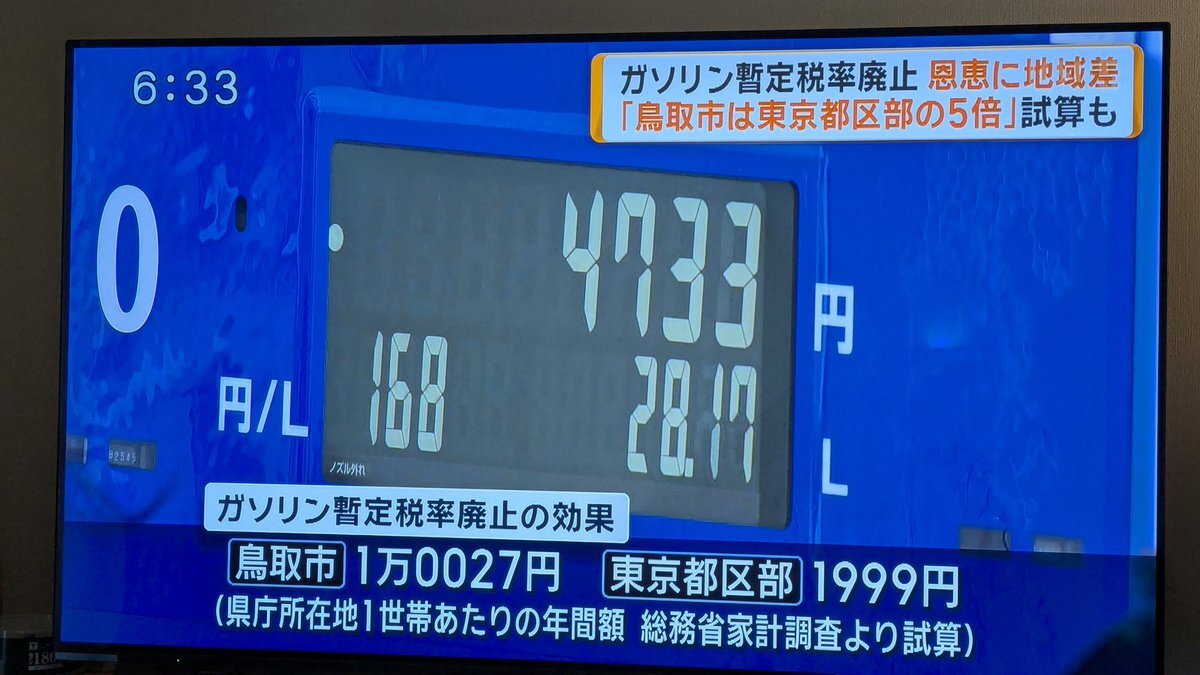 6:33
ガソリン暫定税率廃止 恩恵に地域差
「鳥取市は東京都区部の5倍」試算も
0
4733
円
168
28.17
円/L
L
ノズル外れ
ガソリン暫定税率廃止の効果
鳥取市 1万0027円 東京都区部 1999円
(県庁所在地1世帯あたりの年間額 総務省家計調査より試算)